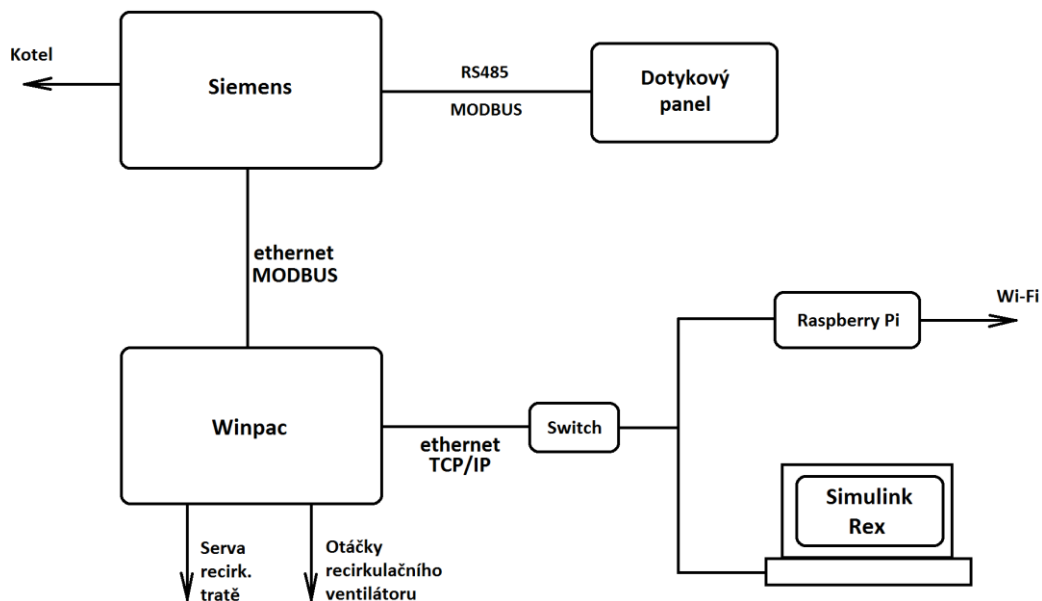 Kotel
Siemens
RS485
MODBUS
Dotykový
panel
ethernet
MODBUS
Wi-Fi
Raspberry Pi
Winpac
ethernet
TCP/IP
Switch
Simulink
Rex
Serva
recirk.
tratě
Otáčky
recirkulačního
ventilátoru